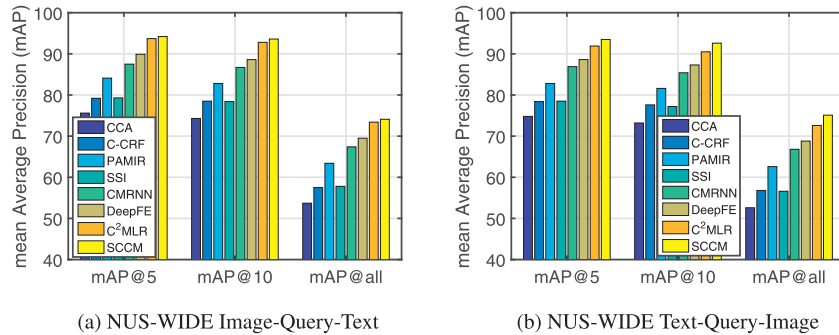 mean Average Precision (mAP)
100
90
80
70
60
50
40
CCA
C-CRF
PAMIR
SSI
CMRNN
DeepFE
C²MLR
SCCM
mAP@5 mAP@10 mAP@all
(a) NUS-WIDE Image-Query-Text
mean Average Precision (mAP)
100
90
80
70
60
50
40
CCA
C-CRF
PAMIR
SSI
CMRNN
DeepFE
C²MLR
SCCM
mAP@5 mAP@10 mAP@all
(b) NUS-WIDE Text-Query-Image